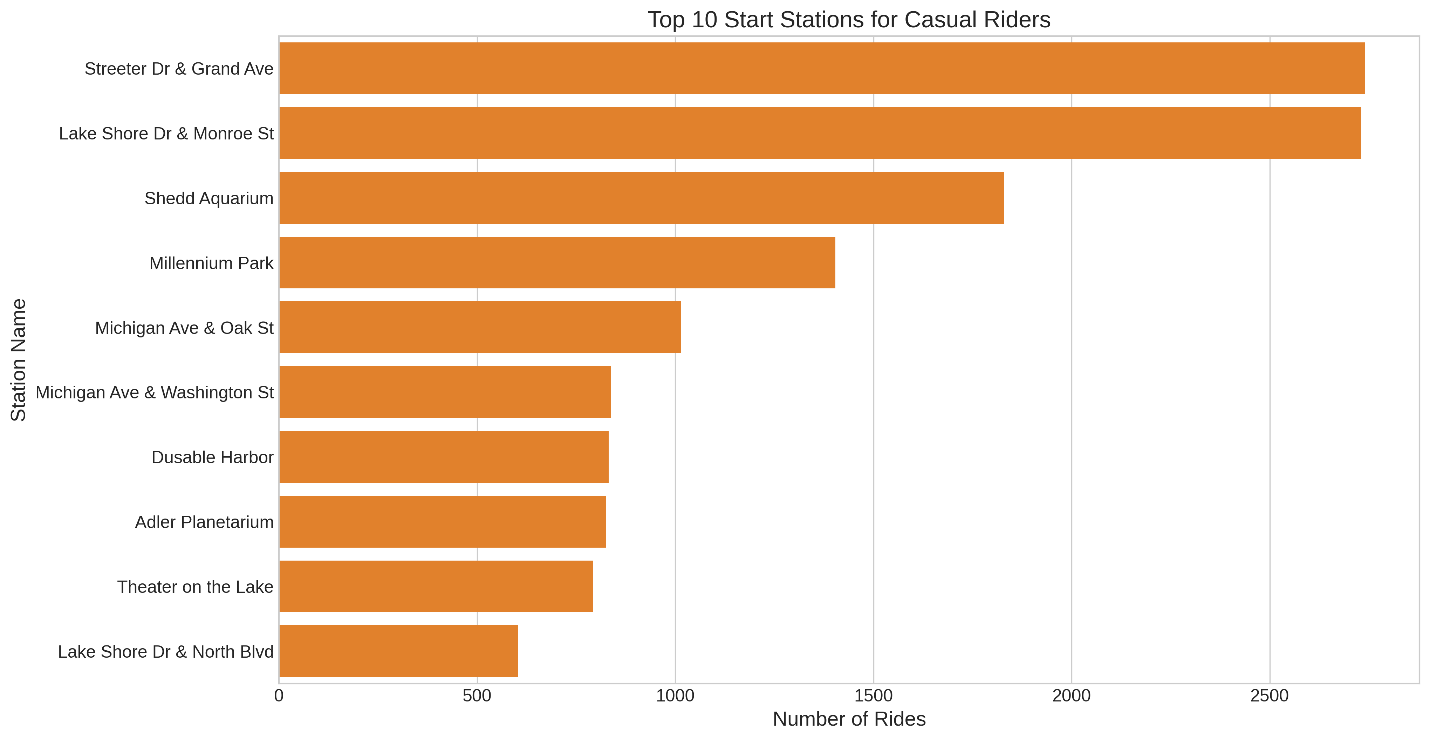 Top 10 Start Stations for Casual Riders
Station Name
Streeter Dr & Grand Ave
Lake Shore Dr & Monroe St
Shedd Aquarium
Millennium Park
Michigan Ave & Oak St
Michigan Ave & Washington St
Dusable Harbor
Adler Planetarium
Theater on the Lake
Lake Shore Dr & North Blvd
0 500 1000 1500 2000 2500
Number of Rides